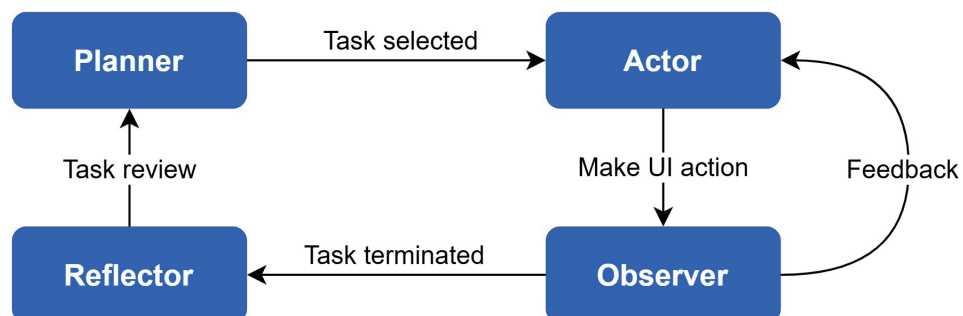 Planner
Task selected
Actor
Task review
Make UI action
Feedback
Reflector
Task terminated
Observer